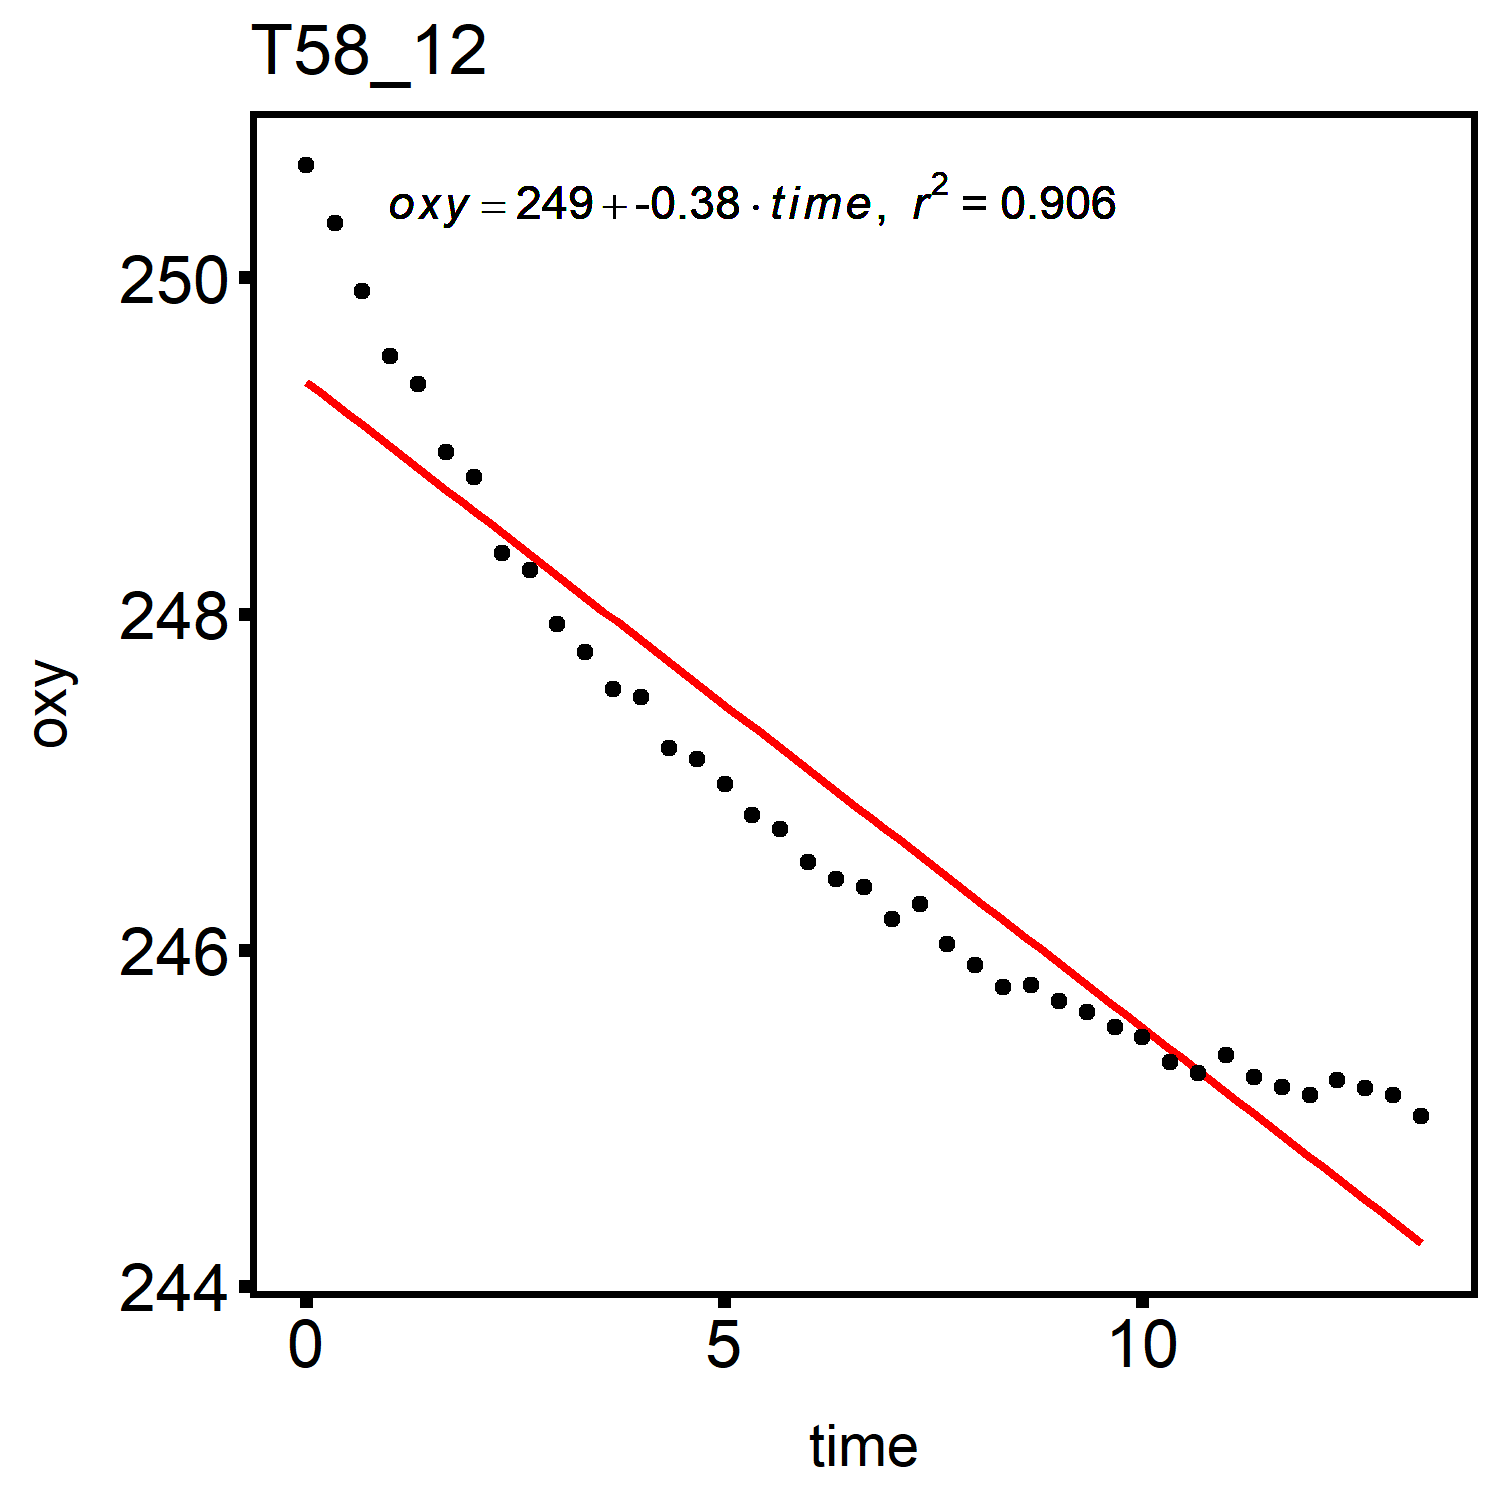 T58_12
oxy = 249 + -0.38 · time, r² = 0.906
250
248
246
244
oxy
0 5 10
time